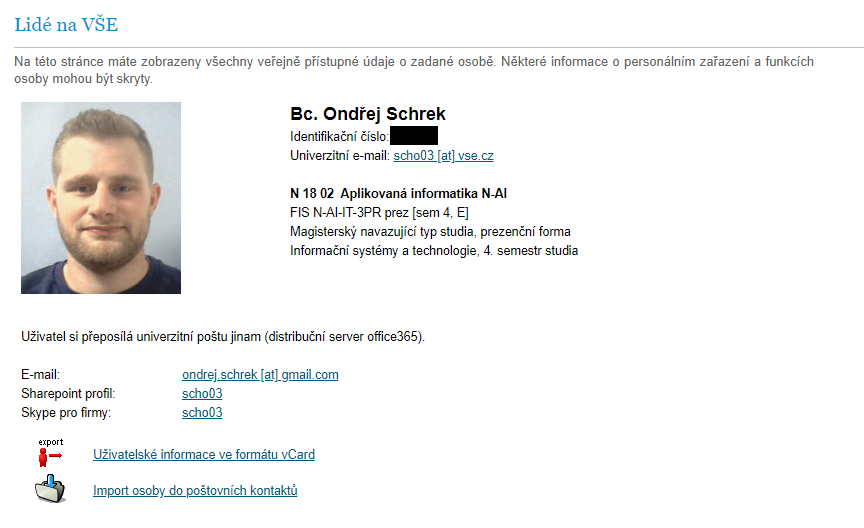 Lidé na VŠE
Na této stránce máte zobrazeny všechny veřejně přístupné údaje o zadané osobě. Některé informace o personálním zařazení a funkcích
osoby mohou být skryty.
Bc. Ondřej Schrek
Identifikační číslo:
Univerzitní e-mail: scho03 [at] vse.cz
N 18 02 Aplikovaná informatika N-AI
FIS N-AI-IT-3PR prez [sem 4, E]
Magisterský navazující typ studia, prezenční forma
Informační systémy a technologie, 4. semestr studia
Uživatel si přeposílá univerzitní poštu jinam (distribuční server office365).
E-mail: ondrej.schrek [at] gmail.com
Sharepoint profil: scho03
Skype pro firmy: scho03
export
Uživatelské informace ve formátu vCard
Import osoby do poštovních kontaktů